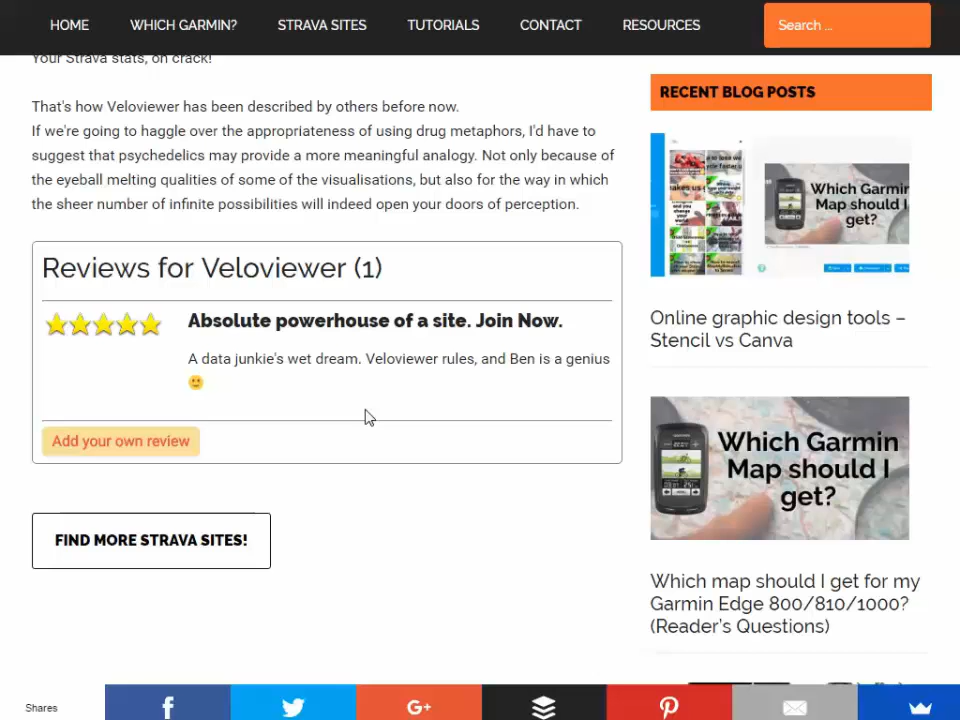 HOME WHICH GARMIN? STRAVA SITES TUTORIALS CONTACT RESOURCES Search ...
Your Strava stats, on crack!
That's how Veloviewer has been described by others before now.
If we're going to haggle over the appropriateness of using drug metaphors, I'd have to
suggest that psychedelics may provide a more meaningful analogy. Not only because of
the eyeball melting qualities of some of the visualisations, but also for the way in which
the sheer number of infinite possibilities will indeed open your doors of perception.
Reviews for Veloviewer (1)
Absolute powerhouse of a site. Join Now.
A data junkie's wet dream. Veloviewer rules, and Ben is a genius
Add your own review
FIND MORE STRAVA SITES!
RECENT BLOG POSTS
Which Garmin
Map should I
get?
Online graphic design tools –
Stencil vs Canva
Which Garmin
Map should I
get?
Which map should I get for my
Garmin Edge 800/810/1000?
(Reader's Questions)
Shares